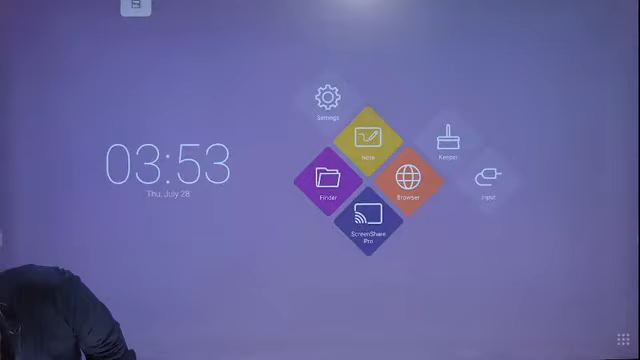 03:53
Thu, July 28
Settings
Note
Keeper
Finder
Browser
Input
ScreenShare
Pro